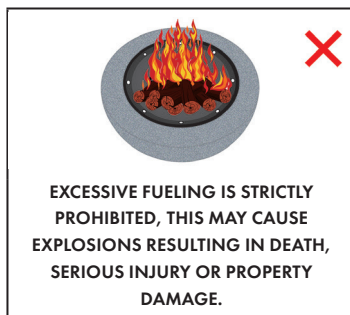 EXCESSIVE FUELING IS STRICTLY
PROHIBITED, THIS MAY CAUSE
EXPLOSIONS RESULTING IN DEATH,
SERIOUS INJURY OR PROPERTY
DAMAGE.